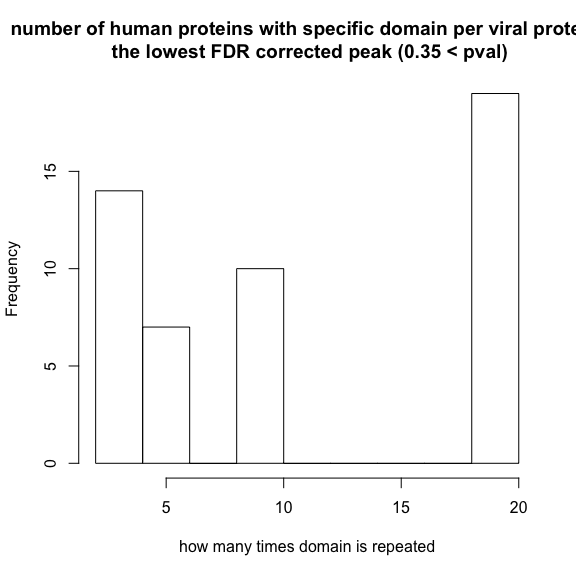 number of human proteins with specific domain per viral prote
the lowest FDR corrected peak (0.35 < pval)
15
10
5
0
Frequency
5 10 15 20
how many times domain is repeated